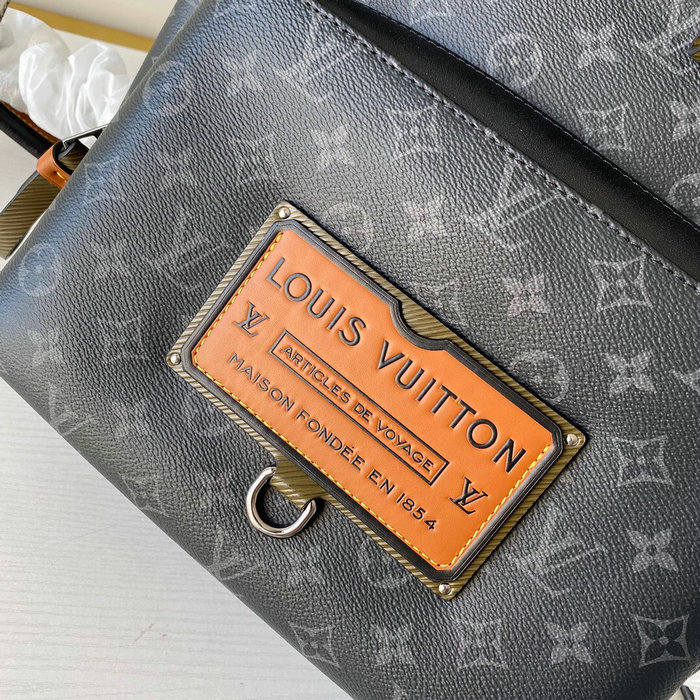 LOUIS VUITTON
LV ARTICLES DE VOYAGE
MAISON FONDÉE EN 1854 LV